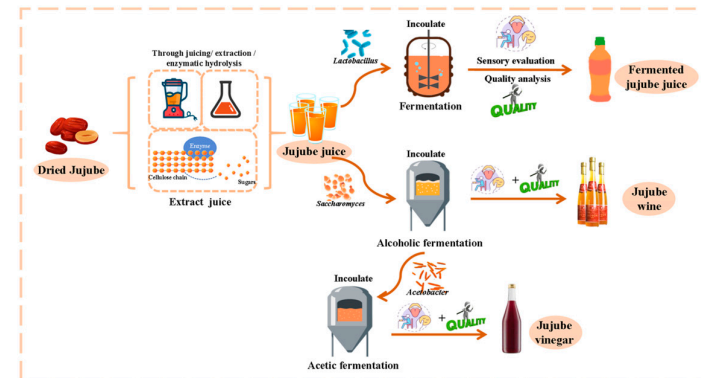 Through juicing/ extraction /
enzymatic hydrolysis
Dried Jujube
Enzyme
Cellulose chain
Sugars
Extract juice
Jujube juice
Lactobacillus
Incoulate
Fermentation
Sensory evaluation
Quality analysis
QUALITY
Fermented
jujube juice
Saccharomyces
Alcoholic fermentation
+
QUALITY
Jujube
wine
Incoulate
Acetobacter
Acetic fermentation
+
QUALITY
Jujube
vinegar